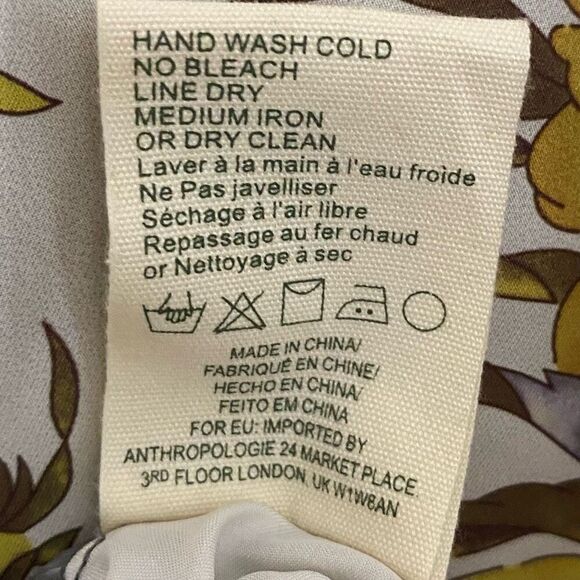 HAND WASH COLD
NO BLEACH
LINE DRY
MEDIUM IRON
OR DRY CLEAN
Laver à la main à l'eau froide
Ne Pas javelliser
Séchage à l'air libre
Repassage au fer chaud
or Nettoyage à sec
MADE IN CHINA/
FABRIQUÉ EN CHINE/
HECHO EN CHINA/
FEITO EM CHINA
FOR EU: IMPORTED BY
ANTHROPOLOGIE 24 MARKET PLACE,
3RD FLOOR LONDON, UK W1W8AN